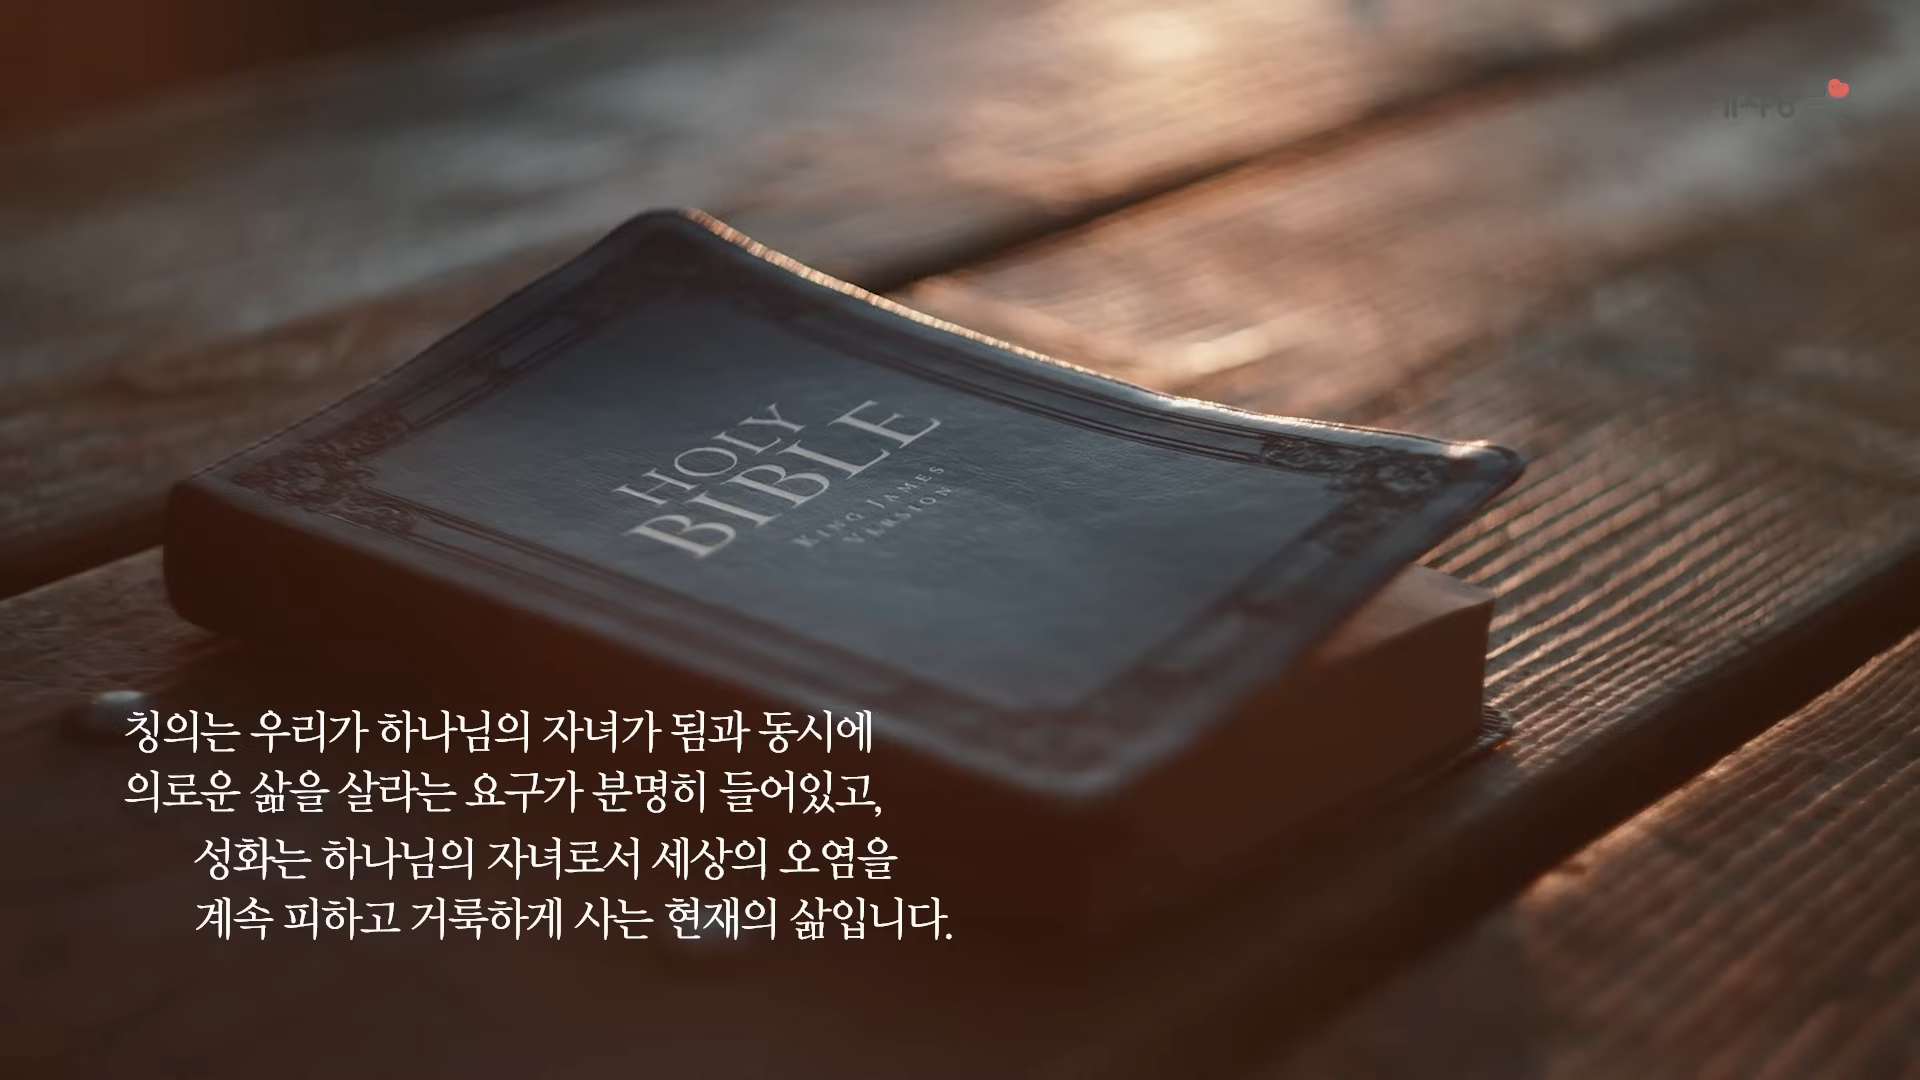 HOLY
BIBLE
KING JAMES
VERSION
칭의는 우리가 하나님의 자녀가 됨과 동시에
의로운 삶을 살라는 요구가 분명히 들어있고,
성화는 하나님의 자녀로서 세상의 오염을
계속 피하고 거룩하게 사는 현재의 삶입니다.